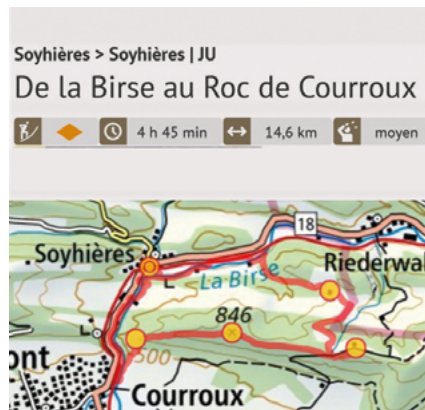 Soyhières > Soyhières | JU
De la Birse au Roc de Courroux
4 h 45 min 14,6 km moyen
18
Soyhières
La Birse
Riederwal
846
500
ont
1
Courroux